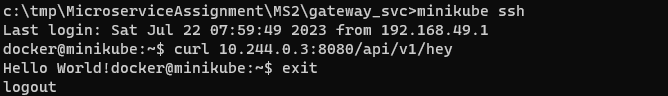 c:\tmp\MicroserviceAssignment\MS2\gateway_svc>minikube ssh
Last login: Sat Jul 22 07:59:49 2023 from 192.168.49.1
docker@minikube:~$ curl 10.244.0.3:8080/api/v1/hey
Hello World!docker@minikube:~$ exit
logout